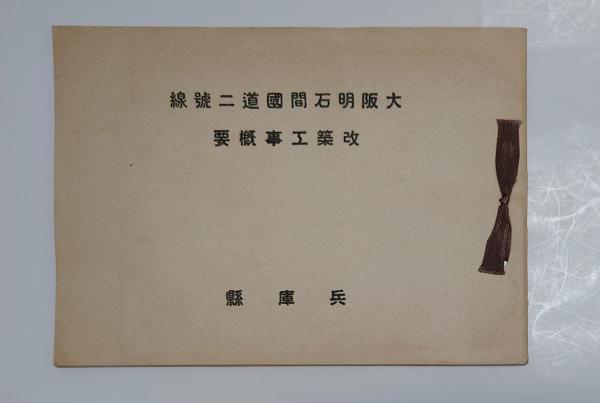 大阪明石間國道二號線
改築工事概要
兵庫縣